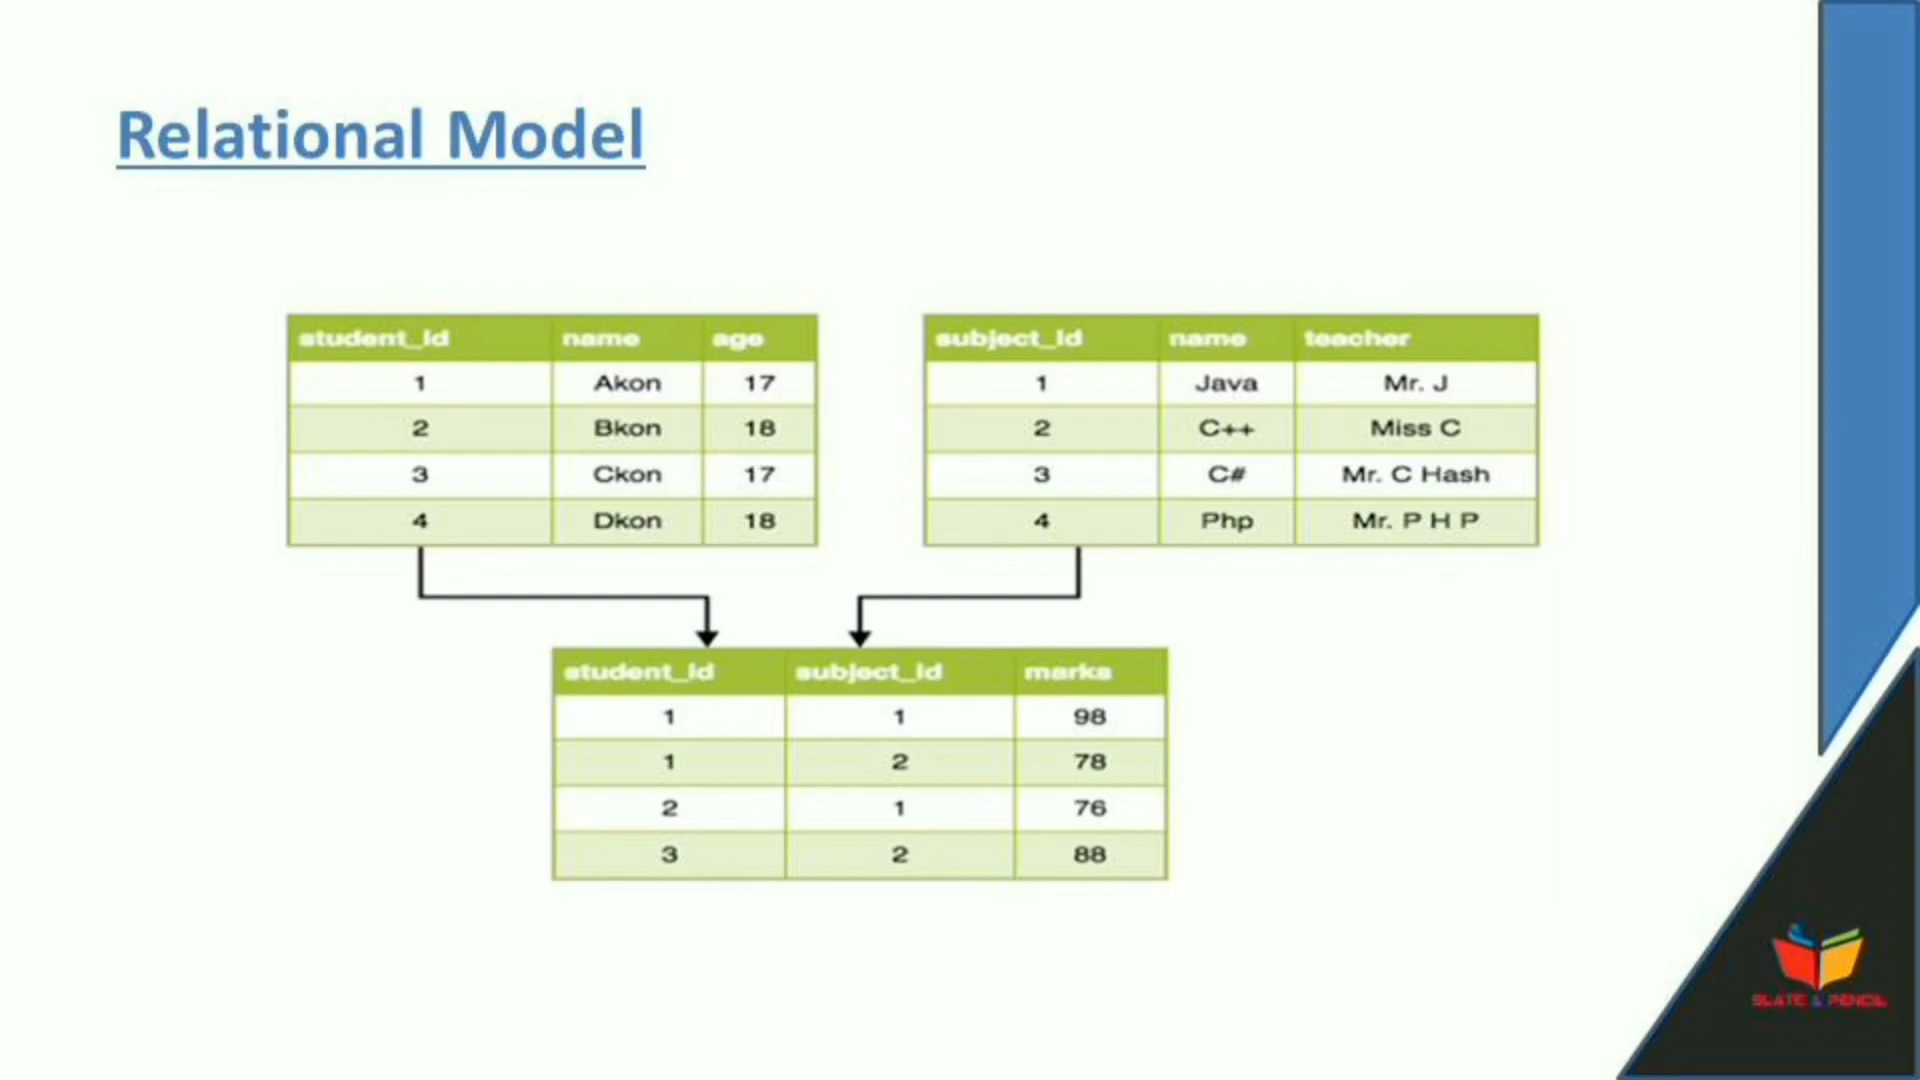 Relational Model
student_id name age
1 Akon 17
2 Bkon 18
3 Ckon 17
4 Dkon 18
subject_id name teacher
1 Java Mr. J
2 C++ Miss C
3 C# Mr. C Hash
4 Php Mr. P H P
student_id subject_id marks
1 1 98
1 2 78
2 1 76
3 2 88
SLATE & PENCIL